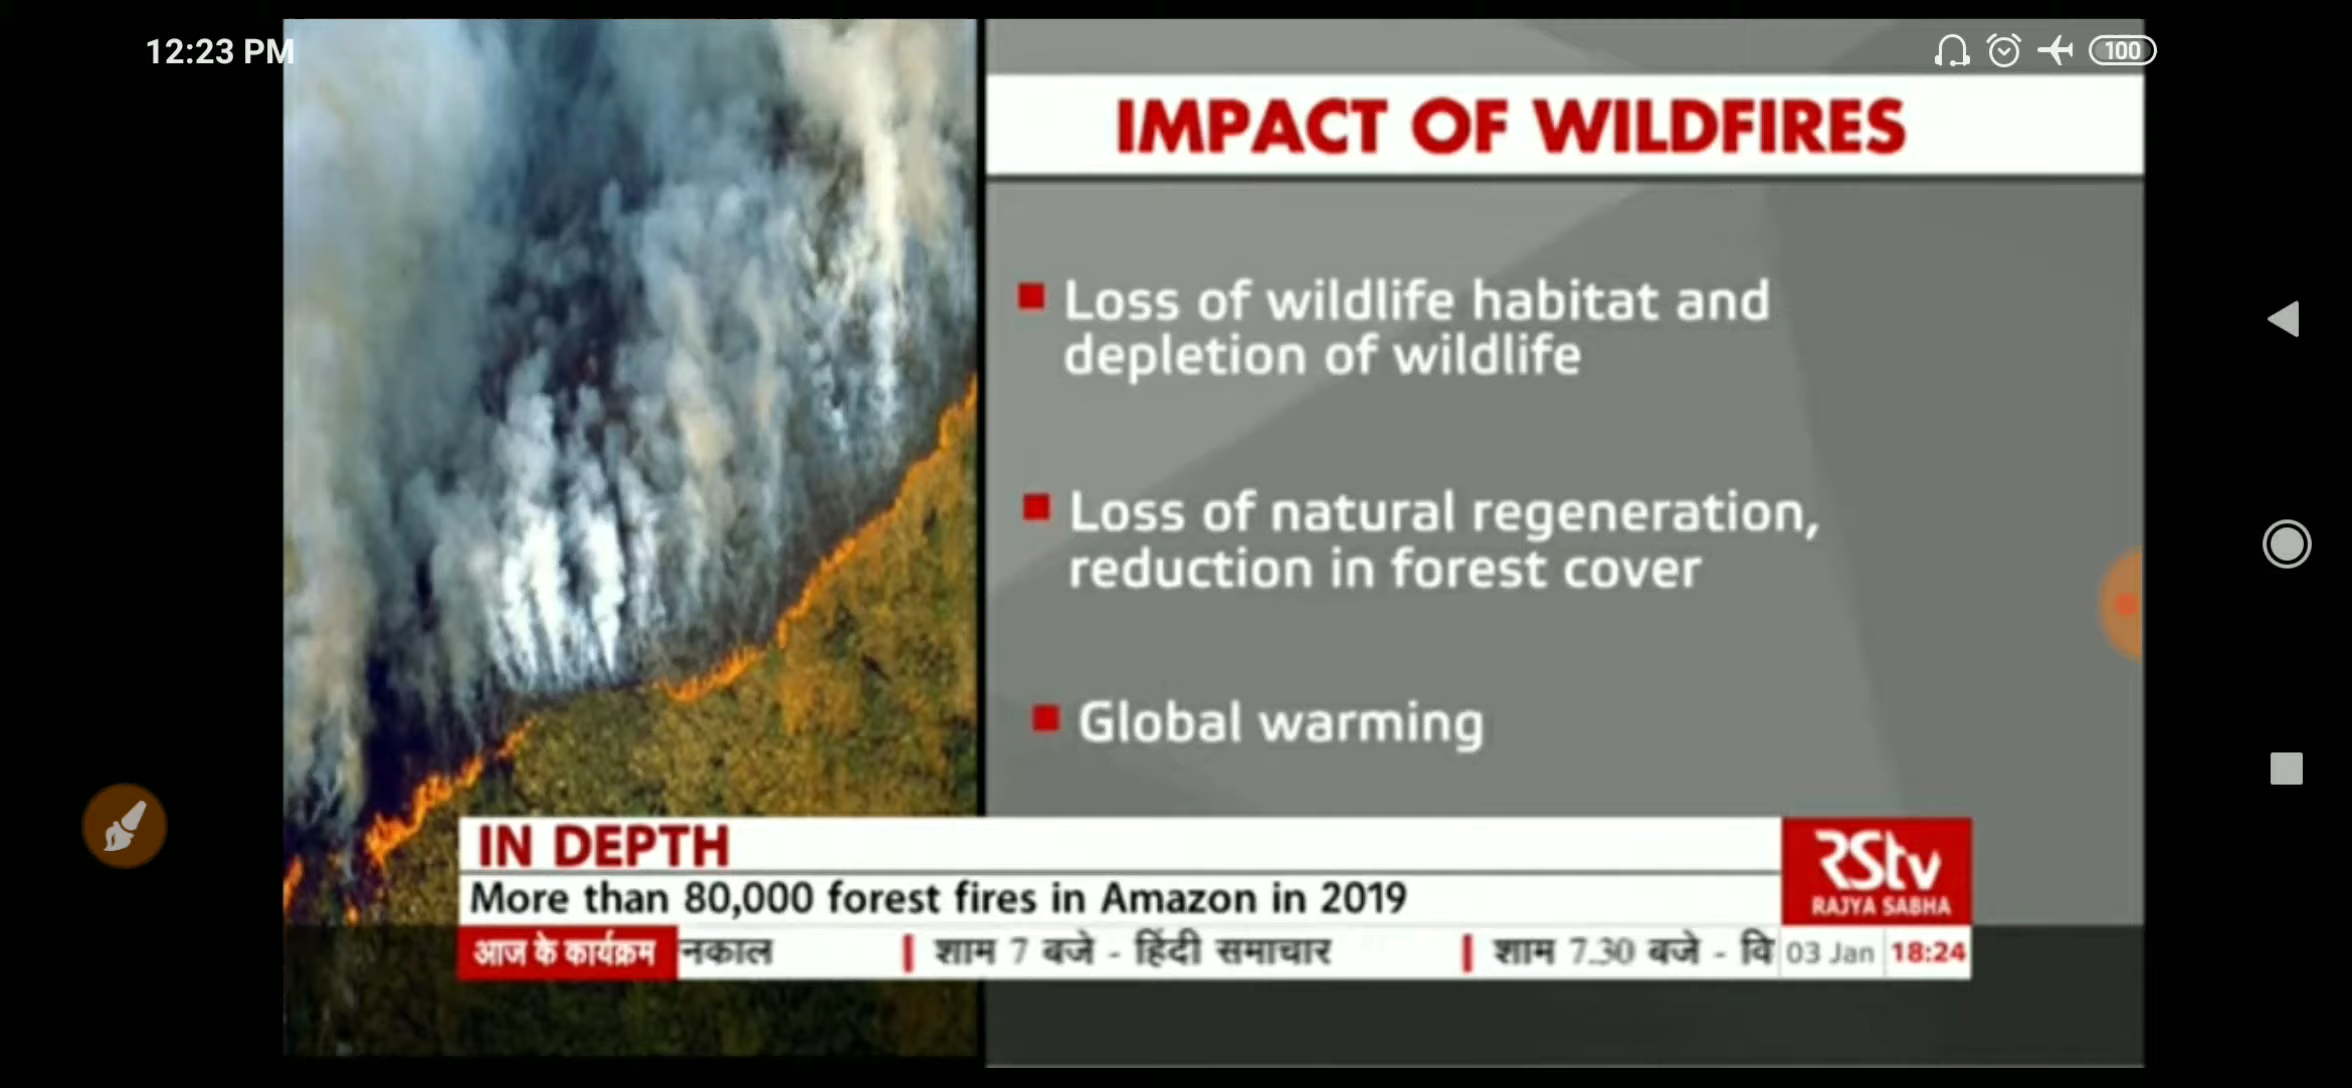 12:23 PM
100
IMPACT OF WILDFIRES
Loss of wildlife habitat and
depletion of wildlife
Loss of natural regeneration,
reduction in forest cover
Global warming
IN DEPTH
More than 80,000 forest fires in Amazon in 2019
RStv
RAJYA SABHA
आज के कार्यक्रम नकाल | शाम 7 बजे - हिंदी समाचार | शाम 7.30 बजे - वि 03 Jan 18:24